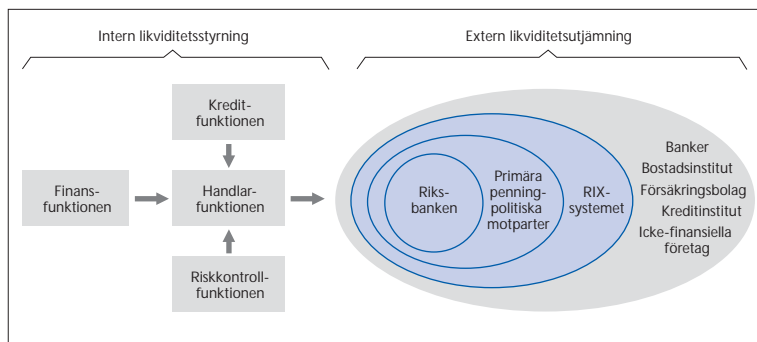 Intern likviditetsstyrning
Extern likviditetsutjämning
Kredit-
funktionen
Finans-
funktionen
Handlar-
funktionen
Riskkontroll-
funktionen
Riks-
banken
Primära
penning-
politiska
motparter
RIX-
systemet
Banker
Bostadsinstitut
Försäkringsbolag
Kreditinstitut
Icke-finansiella
företag